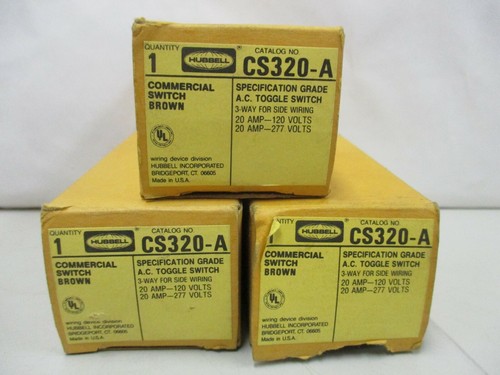 QUANTITY
1
HUBBELL
CATALOG NO
CS320-A
COMMERCIAL
SWITCH
BROWN
SPECIFICATION GRADE
A.C. TOGGLE SWITCH
3-WAY FOR SIDE WIRING
20 AMP—120 VOLTS
20 AMP—277 VOLTS
UL
wiring device division
HUBBELL INCORPORATED
BRIDGEPORT, CT. 06605
Made in U.S.A.
QUANTITY
1
HUBBELL
CATALOG NO.
CS320-A
COMMERCIAL
SWITCH
BROWN
SPECIFICATION GRADE
A.C. TOGGLE SWITCH
3-WAY FOR SIDE WIRING
20 AMP—120 VOLTS
20 AMP—277 VOLTS
UL
wiring device division
HUBBELL INCORPORATED
BRIDGEPORT, CT. 06605
Made in U.S.A.
QUANTITY
1
HUBBELL
CATALOG NO.
CS320-A
COMMERCIAL
SWITCH
BROWN
SPECIFICATION GRADE
A.C. TOGGLE SWITCH
3-WAY FOR SIDE WIRING
20 AMP—120 VOLTS
20 AMP—277 VOLTS
UL
wiring device division
HUBBELL INCORPORATED
BRIDGEPORT, CT. 06605
Made in U.S.A.